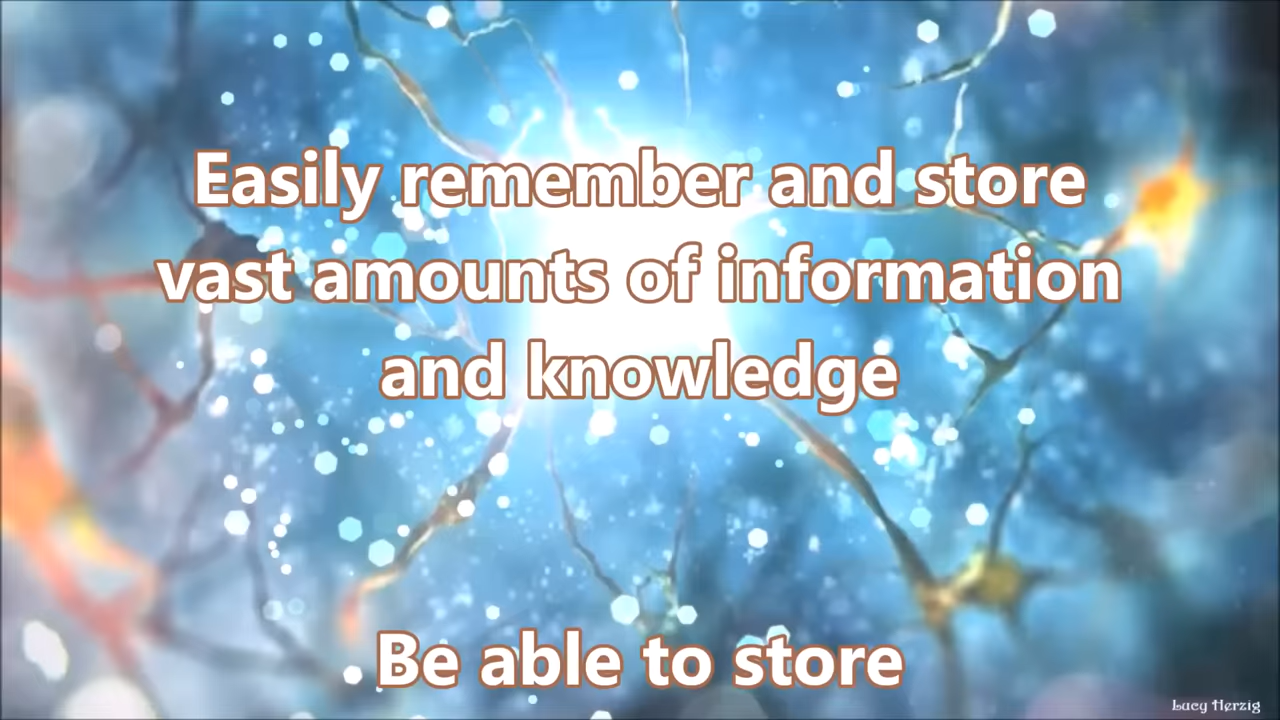 Easily remember and store
vast amounts of information
and knowledge
Be able to store
Lucy Herzig